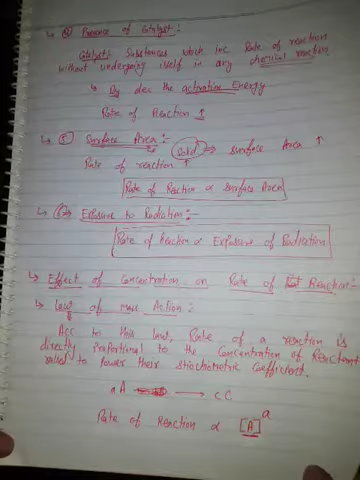 ↳ ④ Presence of Catalyst:
Catalyst: Substances which inc Rate of reaction
without undergoing itself in any chemical reaction
↳ By dec the activation Energy
Rate of Reaction ↑
↳ ⑤ Surface Area:-
Solid ⇒ Surface Area ↑
Rate of reaction ↑
Rate of Reaction ∝ Surface Area
↳ ⑥ Exposure to Radiation:-
Rate of Reaction ∝ Exposure of Radiation
↳ Effect of Concentration on Rate of Reaction:
↳ Law of mass Action:
Acc to this law, Rate of a reaction is
directly Proportional to the Concentration of Reactant
raised to power their stiochiometric Coefficient.
aA → cC
Rate of Reaction ∝ [A]ᵃ